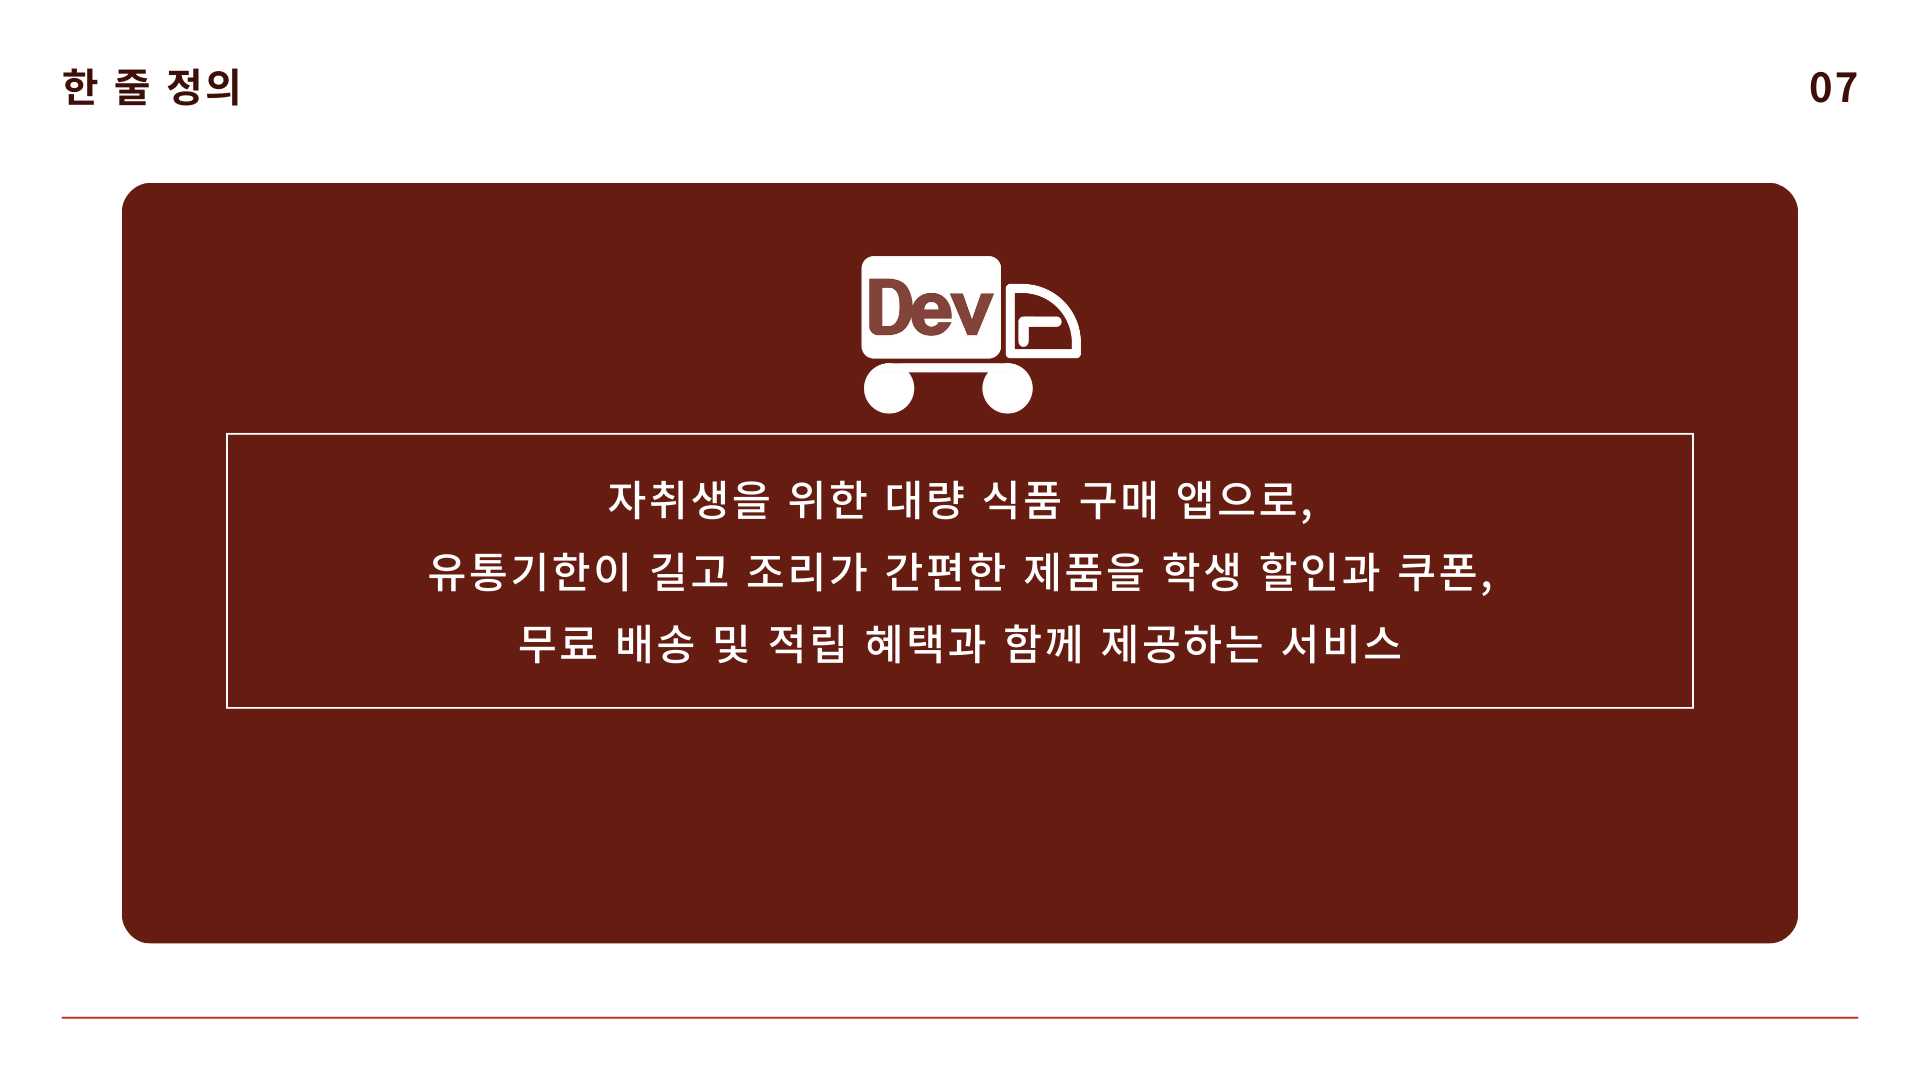 한 줄 정의
07
Dev
자취생을 위한 대량 식품 구매 앱으로,
유통기한이 길고 조리가 간편한 제품을 학생 할인과 쿠폰,
무료 배송 및 적립 혜택과 함께 제공하는 서비스